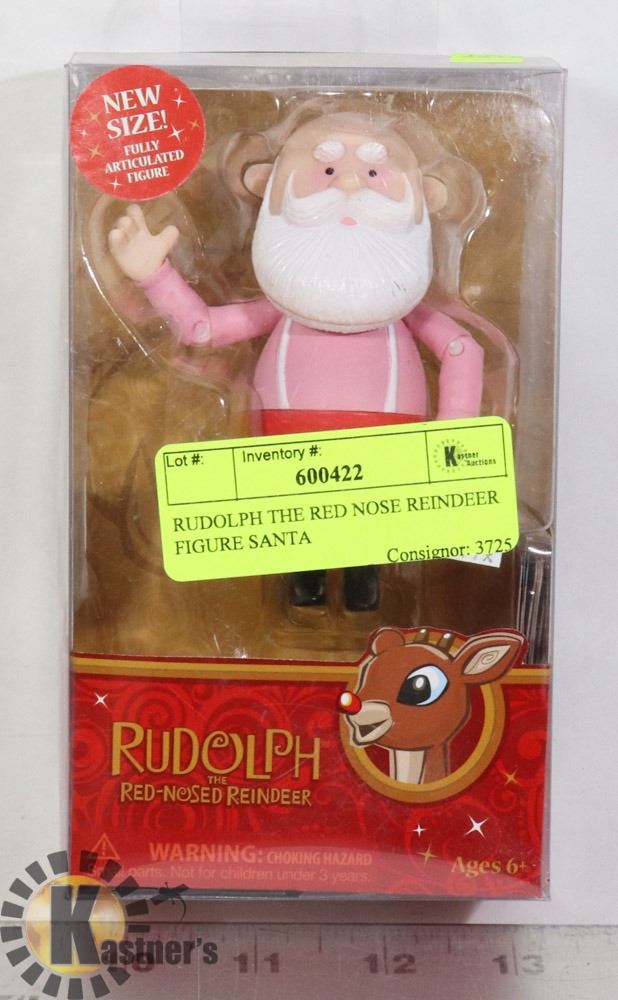 NEW
SIZE!
FULLY
ARTICULATED
FIGURE
Lot #:
Inventory #:
600422
Kastner
Auctions
RUDOLPH THE RED NOSE REINDEER
FIGURE SANTA
Consignor: 3725
RUDOLPH
THE
RED-NOSED REINDEER
WARNING: CHOKING HAZARD
parts. Not for children under 3 years.
Ages 6+
Kastner's
11 12 13